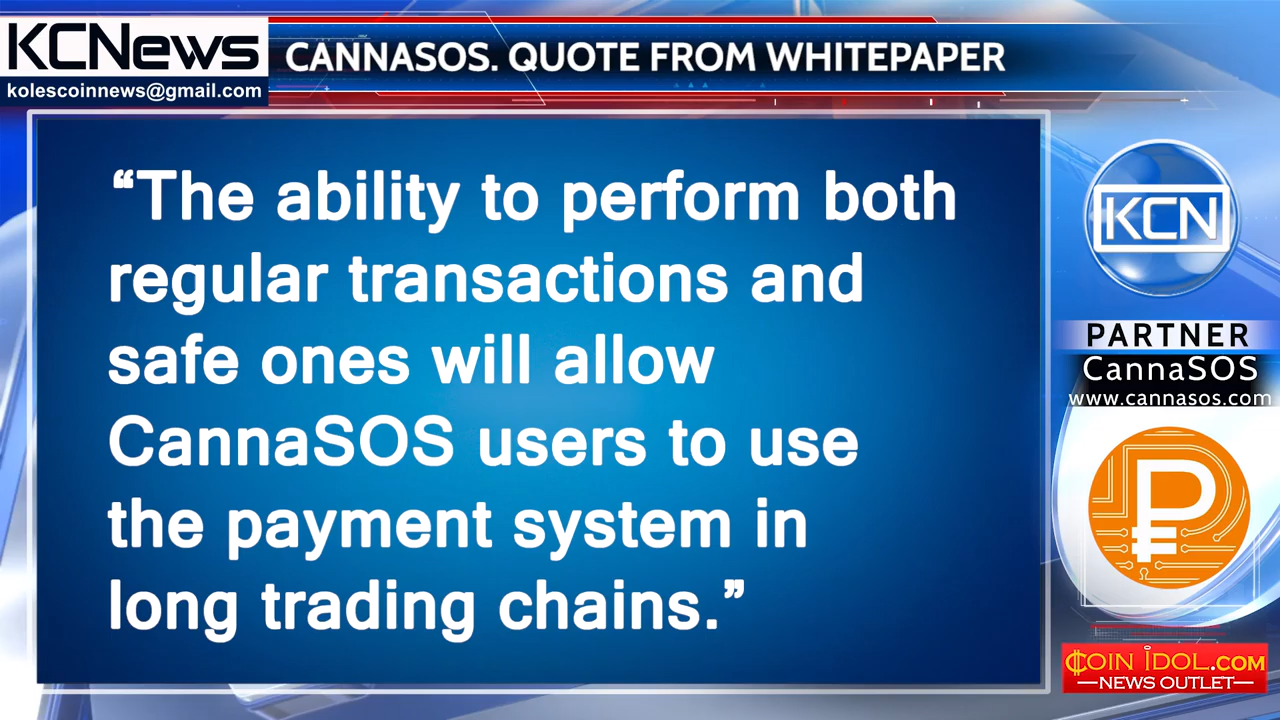 KCNews
kolescoinnews@gmail.com
CANNASOS. QUOTE FROM WHITEPAPER
“The ability to perform both
regular transactions and
safe ones will allow
CannaSOS users to use
the payment system in
long trading chains.”
KCN
PARTNER
CannaSOS
www.cannasos.com
COIN IDOL.COM
NEWS OUTLET